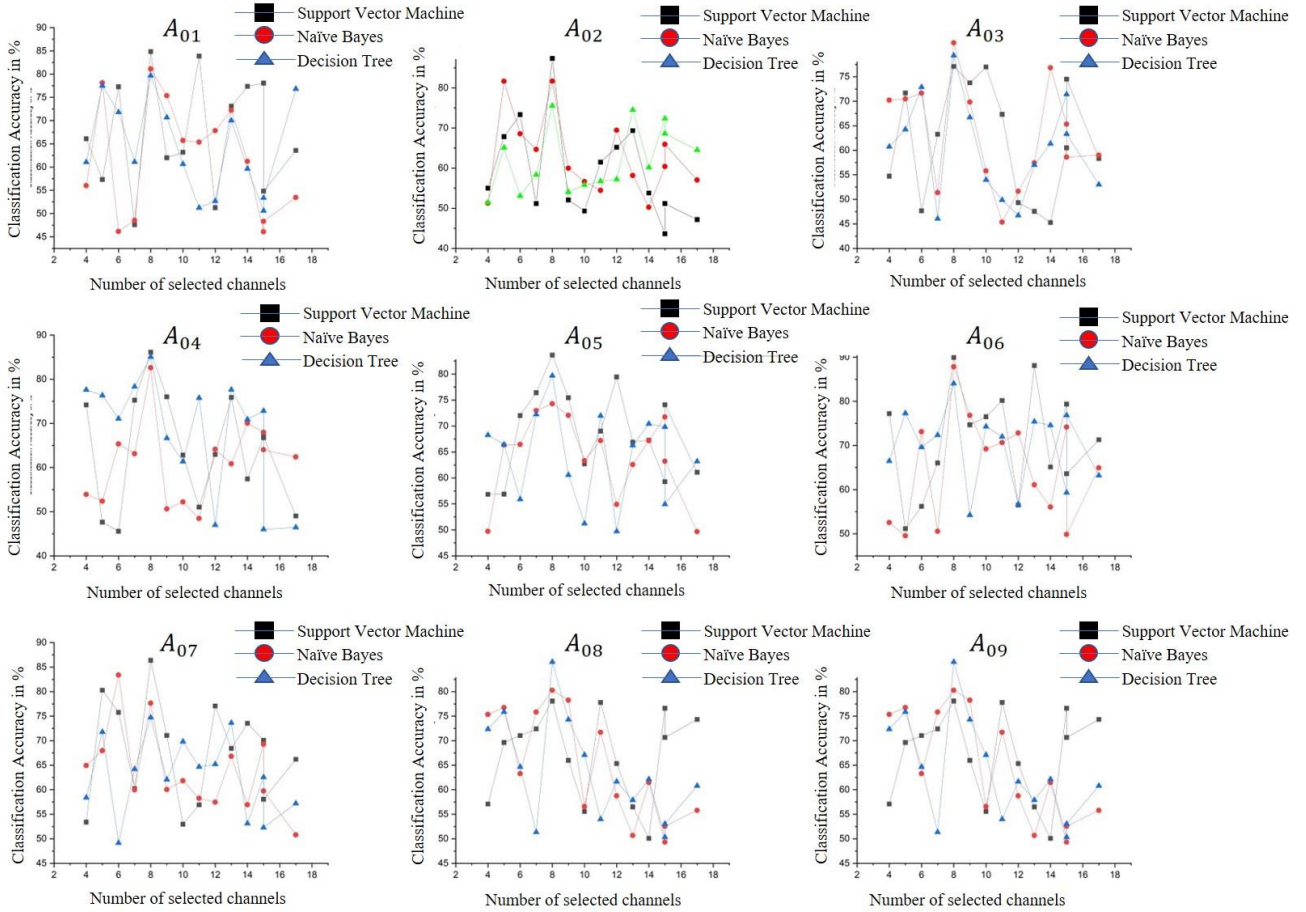 A01
Support Vector Machine
Naïve Bayes
Decision Tree
Classification Accuracy in %
90
85
80
75
70
65
60
55
50
45
2 4 6 8 10 12 14 16 18
Number of selected channels
A02
Support Vector Machine
Naïve Bayes
Decision Tree
Classification Accuracy in %
90
80
70
60
50
40
2 4 6 8 10 12 14 16 18
Number of selected channels
A03
Support Vector Machine
Naïve Bayes
Decision Tree
Classification Accuracy in %
75
70
65
60
55
50
45
40
2 4 6 8 10 12 14 16 18
Number of selected channels
A04
Support Vector Machine
Naïve Bayes
Decision Tree
Classification Accuracy in %
90
80
70
60
50
40
2 4 6 8 10 12 14 16 18
Number of selected channels
A05
Support Vector Machine
Naïve Bayes
Decision Tree
Classification Accuracy in %
80
75
70
65
60
55
50
45
2 4 6 8 10 12 14 16 18
Number of selected channels
A06
Support Vector Machine
Naïve Bayes
Decision Tree
Classification Accuracy in %
90
80
70
60
50
2 4 6 8 10 12 14 16 18
Number of selected channels
A07
Support Vector Machine
Naïve Bayes
Decision Tree
Classification Accuracy in %
90
85
80
75
70
65
60
55
50
45
2 4 6 8 10 12 14 16 18
Number of selected channels
A08
Support Vector Machine
Naïve Bayes
Decision Tree
Classification Accuracy in %
85
80
75
70
65
60
55
50
45
2 4 6 8 10 12 14 16 18
Number of selected channels
A09
Support Vector Machine
Naïve Bayes
Decision Tree
Classification Accuracy in %
85
80
75
70
65
60
55
50
45
2 4 6 8 10 12 14 16 18
Number of selected channels